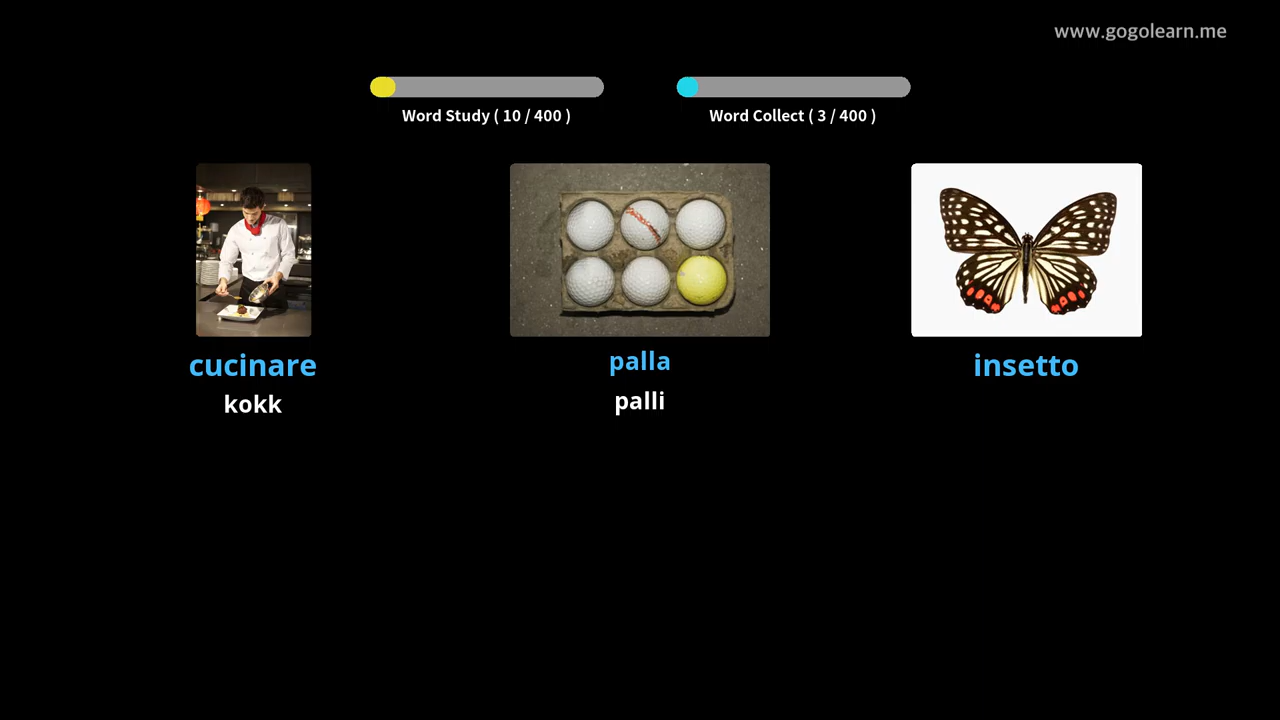 www.gogolearn.me
Word Study ( 10 / 400 )
Word Collect ( 3 / 400 )
cucinare
kokk
palla
palli
insetto